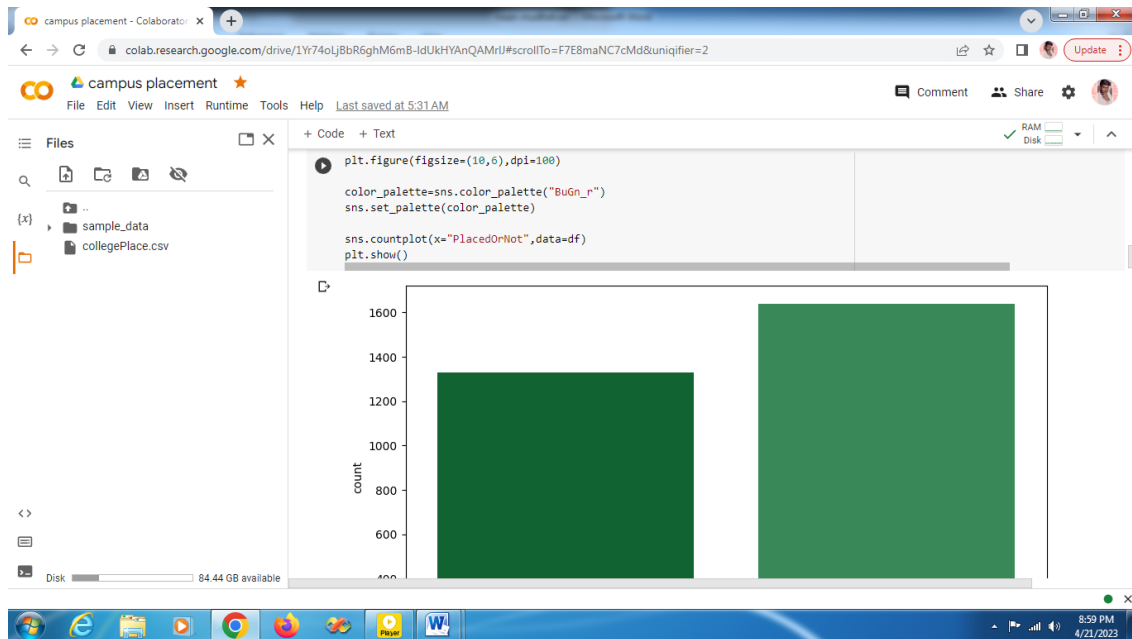 campus placement - Colaborator
colab.research.google.com/drive/1Yr74oLjBbR6ghM6mB-IdUkHYAnQAMrIJ#scrollTo=F7E8maNC7cMd&uniqifier=2
Update
CO
campus placement
File Edit View Insert Runtime Tools Help Last saved at 5:31 AM
Comment
Share
Files
+ Code + Text
RAM
Disk
{x}
..
sample_data
collegePlace.csv
plt.figure(figsize=(10,6),dpi=100)
color_palette=sns.color_palette("BuGn_r")
sns.set_palette(color_palette)
sns.countplot(x="PlacedOrNot",data=df)
plt.show()
1600
1400
1200
1000
800
600
400
count
<>
Disk
84.44 GB available
Player
W
8:59 PM
4/21/2023